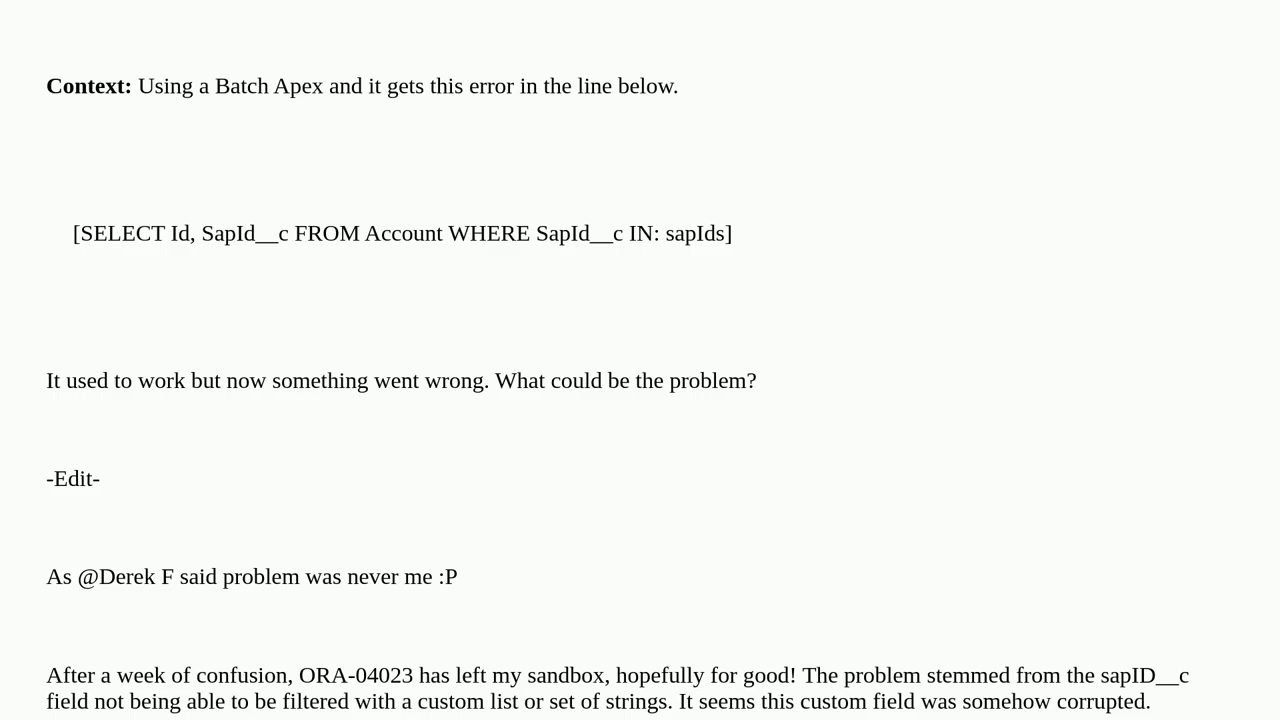 Context: Using a Batch Apex and it gets this error in the line below.
[SELECT Id, SapId__c FROM Account WHERE SapId__c IN: sapIds]
It used to work but now something went wrong. What could be the problem?
-Edit-
As @Derek F said problem was never me :P
After a week of confusion, ORA-04023 has left my sandbox, hopefully for good! The problem stemmed from the sapID__c
field not being able to be filtered with a custom list or set of strings. It seems this custom field was somehow corrupted.